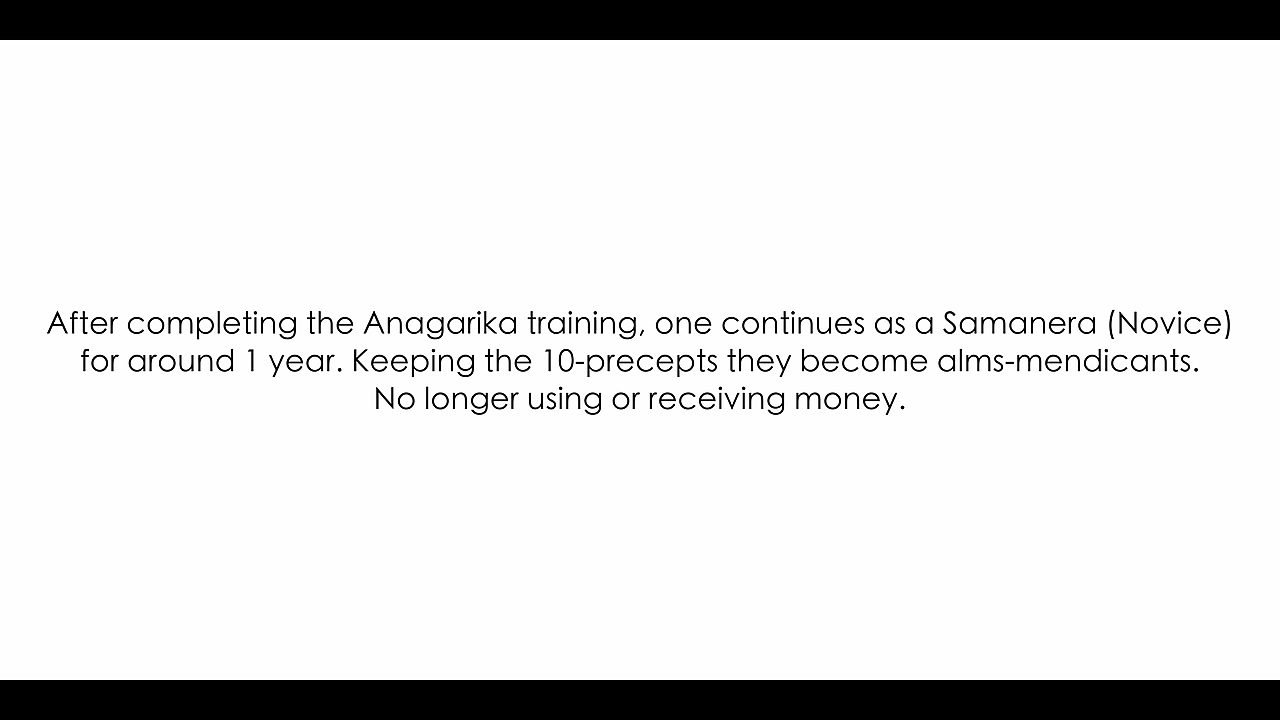 After completing the Anagarika training, one continues as a Samanera (Novice)
for around 1 year. Keeping the 10-precepts they become alms-mendicants.
No longer using or receiving money.